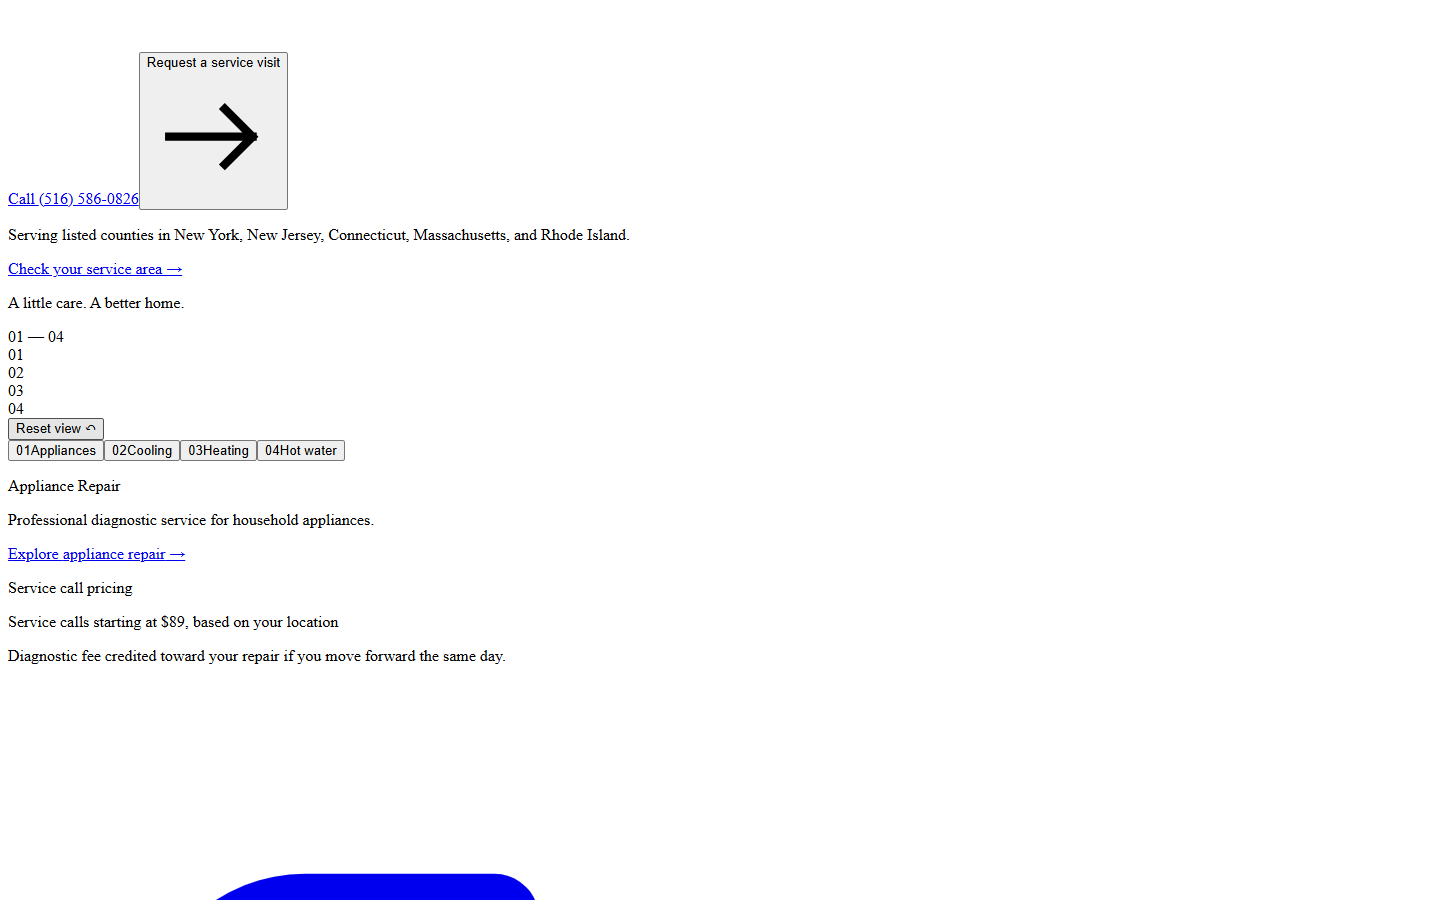 Request a service visit
Call (516) 586-0826
Serving listed counties in New York, New Jersey, Connecticut, Massachusetts, and Rhode Island.
Check your service area →
A little care. A better home.
01 — 04
01
02
03
04
Reset view ↶
01Appliances 02Cooling 03Heating 04Hot water
Appliance Repair
Professional diagnostic service for household appliances.
Explore appliance repair →
Service call pricing
Service calls starting at $89, based on your location
Diagnostic fee credited toward your repair if you move forward the same day.